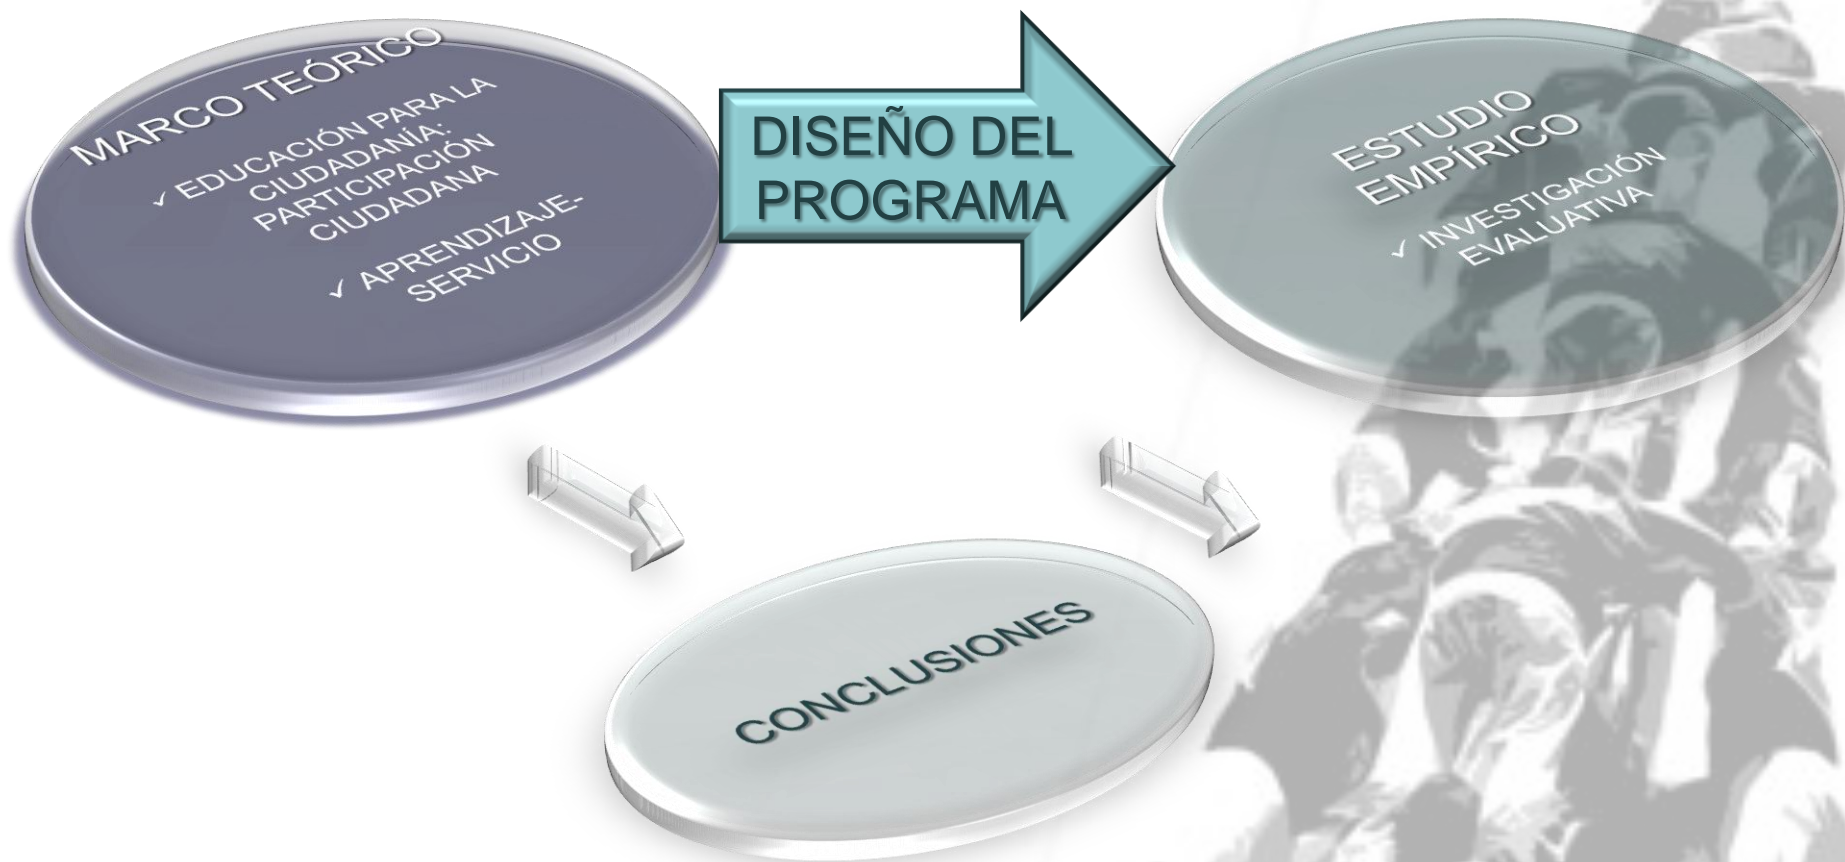 MARCO TEÓRICO
✓ EDUCACIÓN PARA LA
CIUDADANÍA:
PARTICIPACIÓN
CIUDADANA
✓ APRENDIZAJE-
SERVICIO
DISEÑO DEL
PROGRAMA
ESTUDIO
EMPÍRICO
✓ INVESTIGACIÓN
EVALUATIVA
CONCLUSIONES